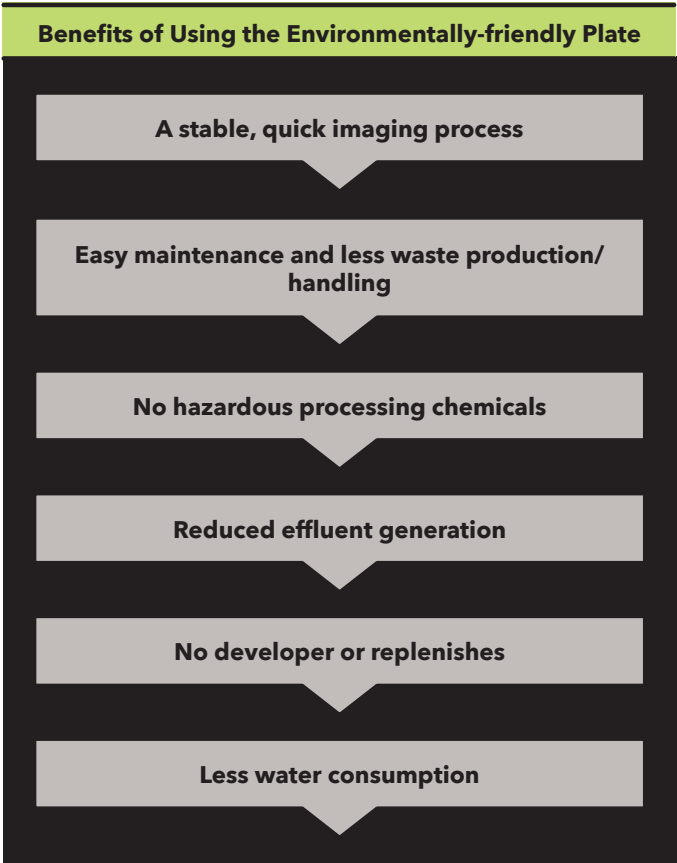 Benefits of Using the Environmentally-friendly Plate
A stable, quick imaging process
Easy maintenance and less waste production/
handling
No hazardous processing chemicals
Reduced effluent generation
No developer or replenishes
Less water consumption